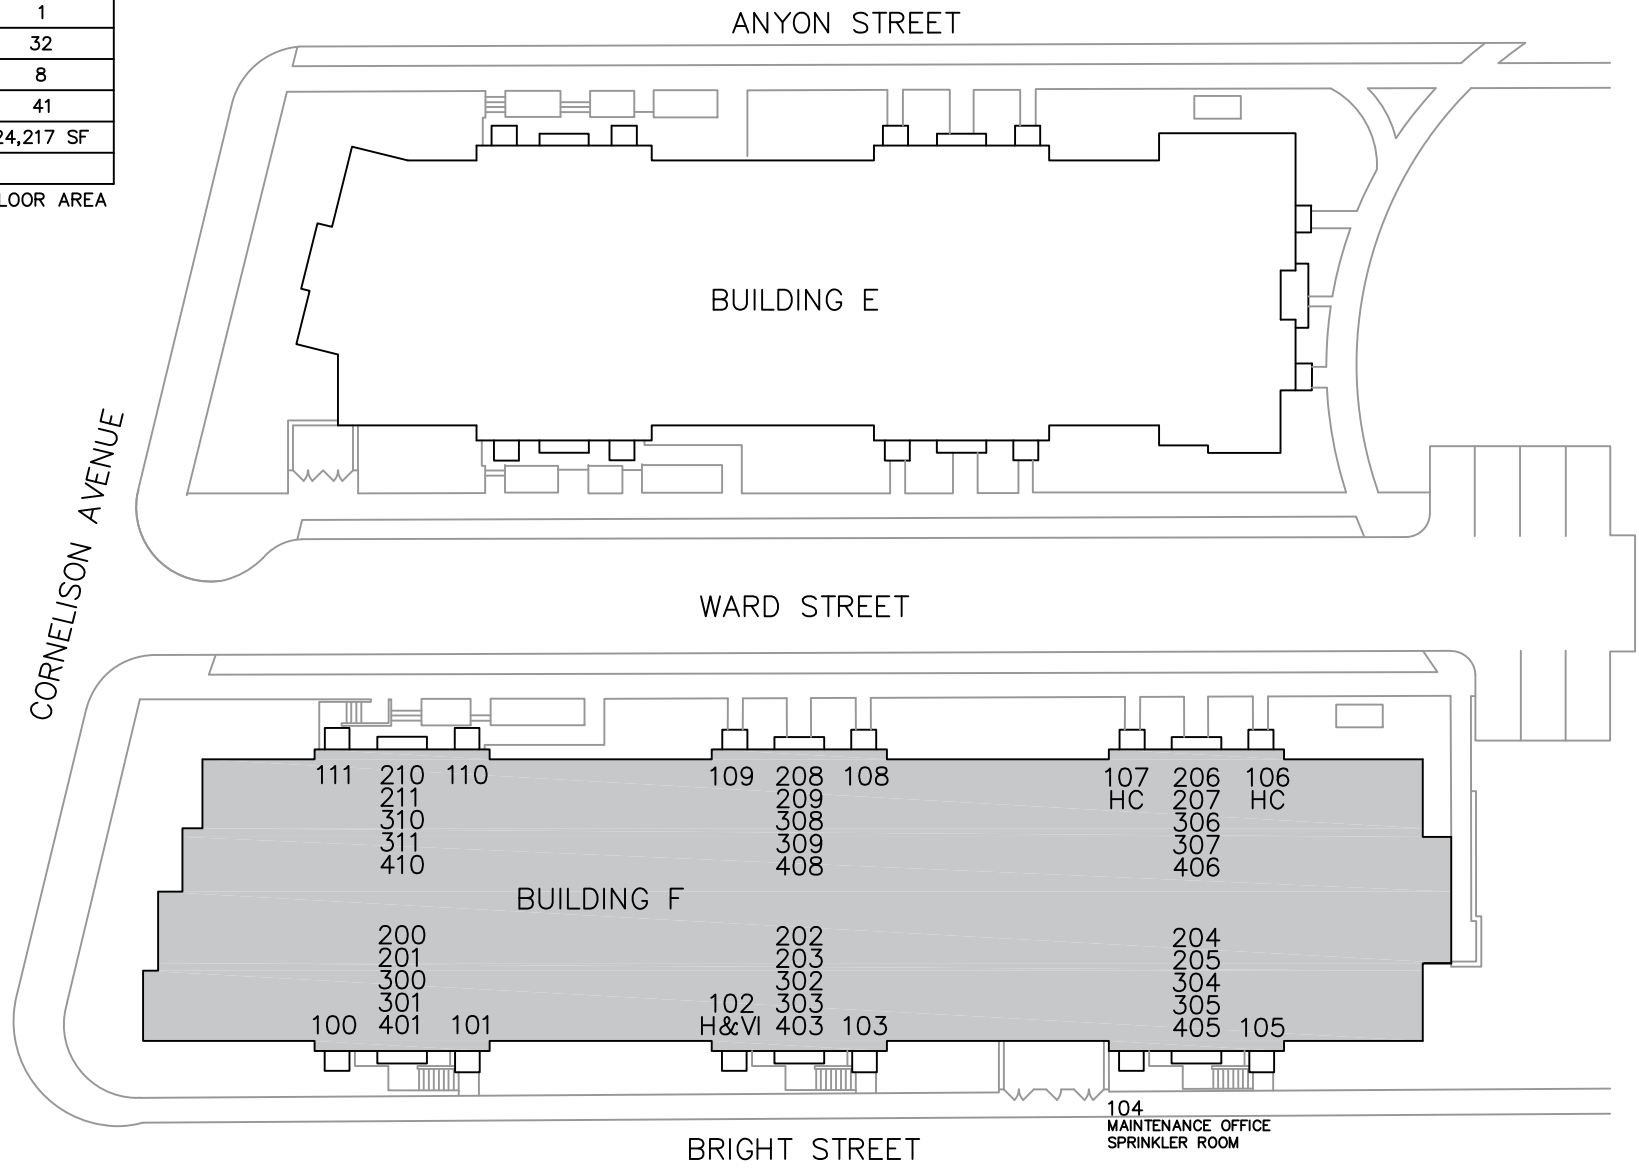 1
32
8
41
24,217 SF
LOOR AREA
ANYON STREET
BUILDING E
CORNELISON AVENUE
WARD STREET
111 210 110
211
310
311
410
109 208 108
209
308
309
408
107 206 106
HC 207 HC
306
307
406
BUILDING F
200
201
300
301
100 401 101
202
203
302
102 303
H&VI 403 103
204
205
304
305
405 105
104
MAINTENANCE OFFICE
SPRINKLER ROOM
BRIGHT STREET